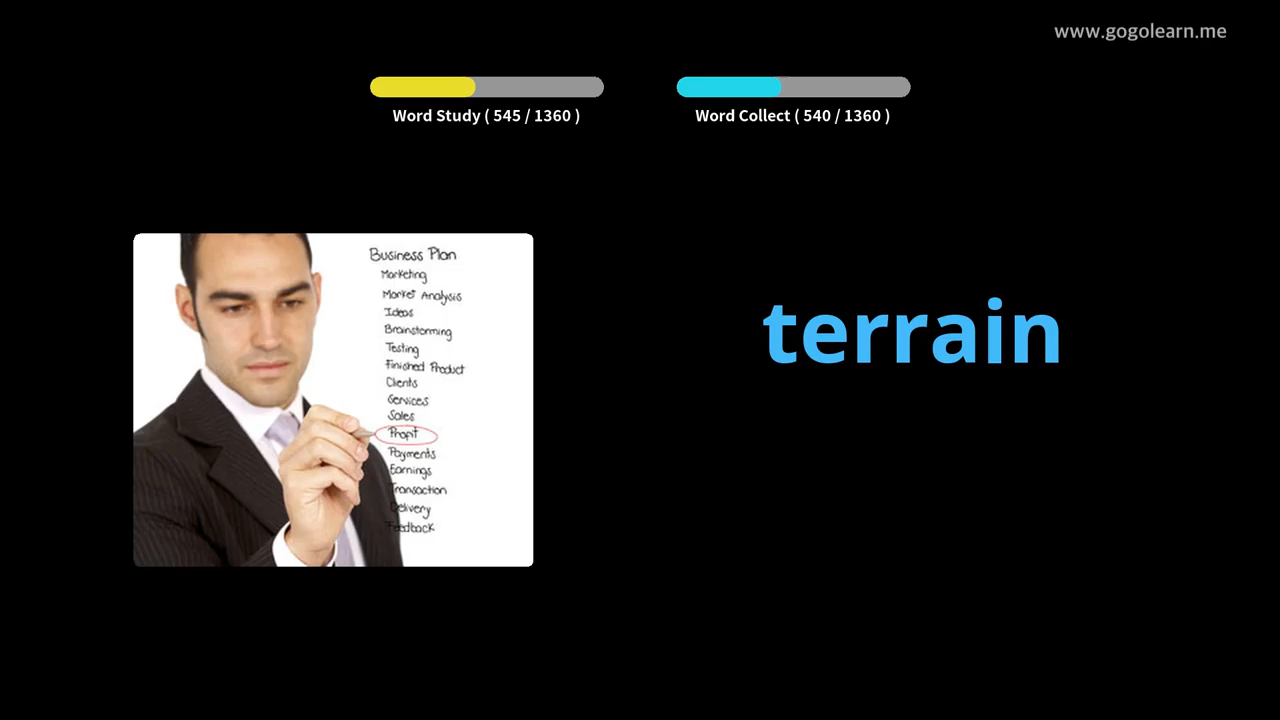 www.gogolearn.me
Word Study ( 545 / 1360 )
Word Collect ( 540 / 1360 )
Business Plan
Marketing
Market Analysis
Ideas
Brainstorming
Testing
Finished Product
Clients
Services
Sales
Profit
Payments
Earnings
Transaction
Delivery
Feedback
terrain